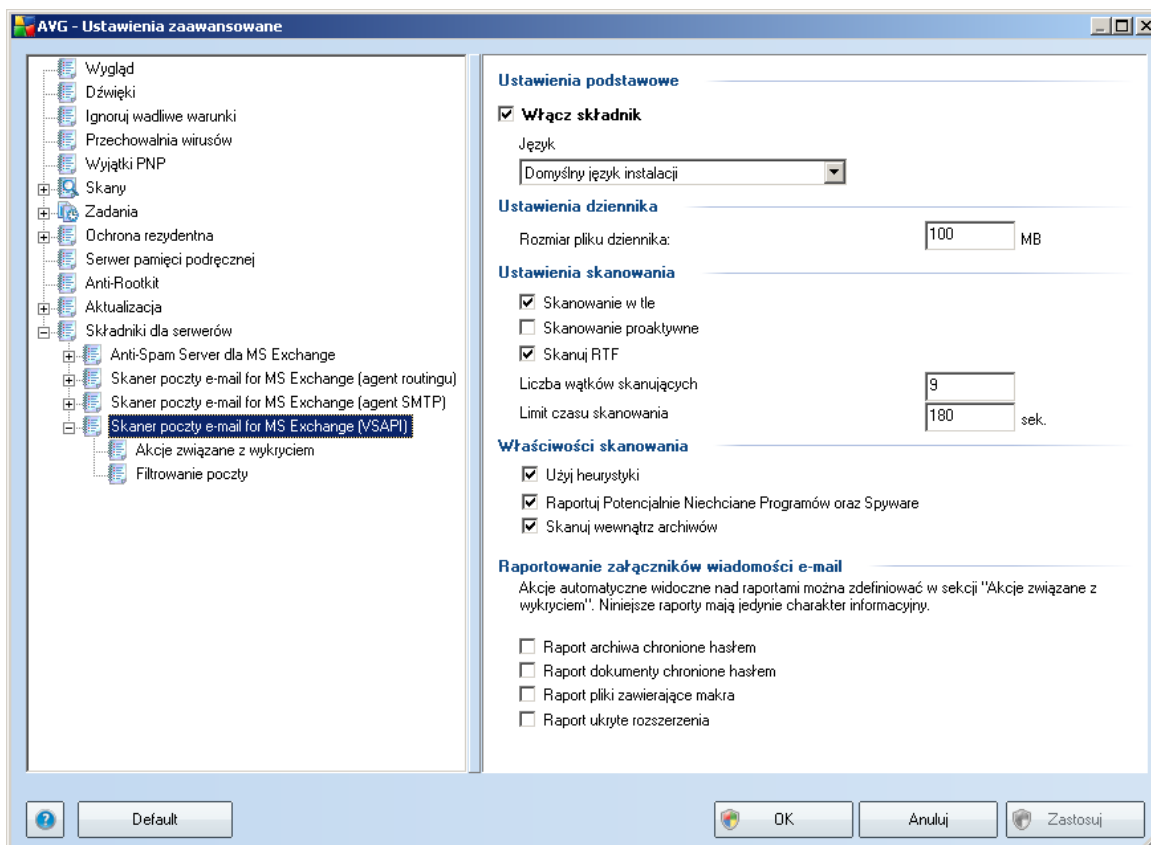 AVG - Ustawienia zaawansowane
Wygląd
Dźwięki
Ignoruj wadliwe warunki
Przechowalnia wirusów
Wyjątki PNP
Skany
Zadania
Ochrona rezydentna
Serwer pamięci podręcznej
Anti-Rootkit
Aktualizacja
Składniki dla serwerów
Anti-Spam Server dla MS Exchange
Skaner poczty e-mail for MS Exchange (agent routingu)
Skaner poczty e-mail for MS Exchange (agent SMTP)
Skaner poczty e-mail for MS Exchange (VSAPI)
Akcje związane z wykryciem
Filtrowanie poczty
Ustawienia podstawowe
Włącz składnik
Język
Domyślny język instalacji
Ustawienia dziennika
Rozmiar pliku dziennika: 100 MB
Ustawienia skanowania
Skanowanie w tle
Skanowanie proaktywne
Skanuj RTF
Liczba wątków skanujących 9
Limit czasu skanowania 180 sek.
Właściwości skanowania
Użyj heurystyki
Raportuj Potencjalnie Niechciane Programów oraz Spyware
Skanuj wewnątrz archiwów
Raportowanie załączników wiadomości e-mail
Akcje automatyczne widoczne nad raportami można zdefiniować w sekcji "Akcje związane z
wykryciem". Niniejsze raporty mają jedynie charakter informacyjny.
Raport archiwa chronione hasłem
Raport dokumenty chronione hasłem
Raport pliki zawierające makra
Raport ukryte rozszerzenia
? Default OK Anuluj Zastosuj